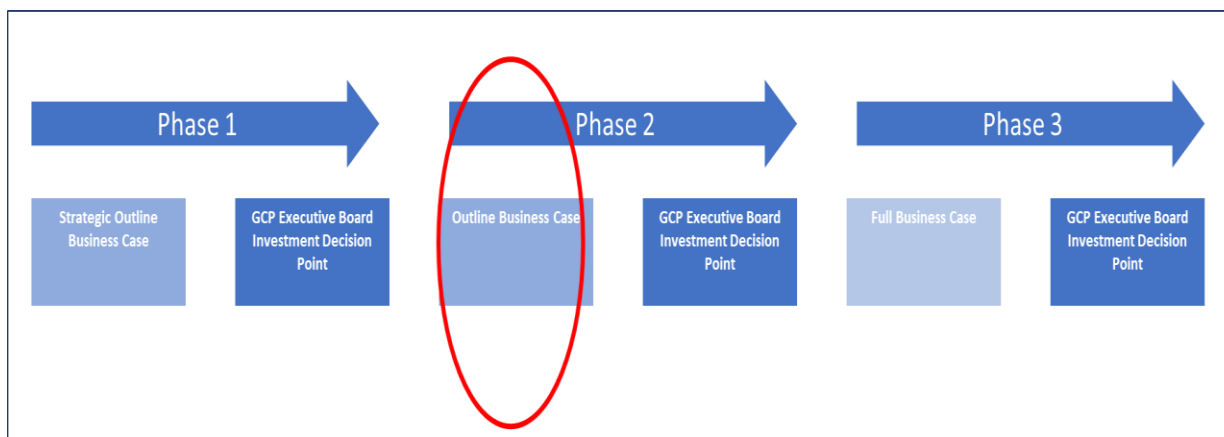 Phase 1
Phase 2
Phase 3
Strategic Outline
Business Case
GCP Executive Board
Investment Decision
Point
Outline Business Case
GCP Executive Board
Investment Decision
Point
Full Business Case
GCP Executive Board
Investment Decision
Point